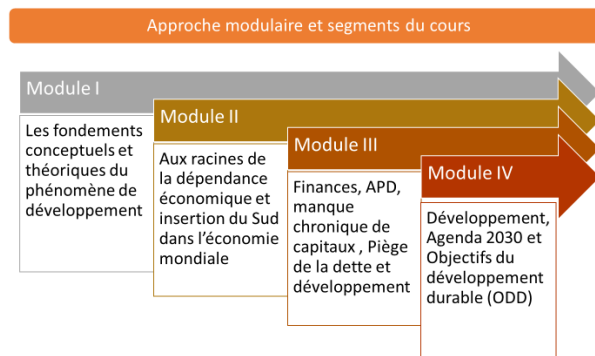 Approche modulaire et segments du cours
Module I
Les fondements
conceptuels et
théoriques du
phénomène de
développement
Module II
Aux racines de
la dépendance
économique et
insertion du Sud
dans l’économie
mondiale
Module III
Finances, APD,
manque
chronique de
capitaux , Piège
de la dette et
développement
Module IV
Développement,
Agenda 2030 et
Objectifs du
développement
durable (ODD)